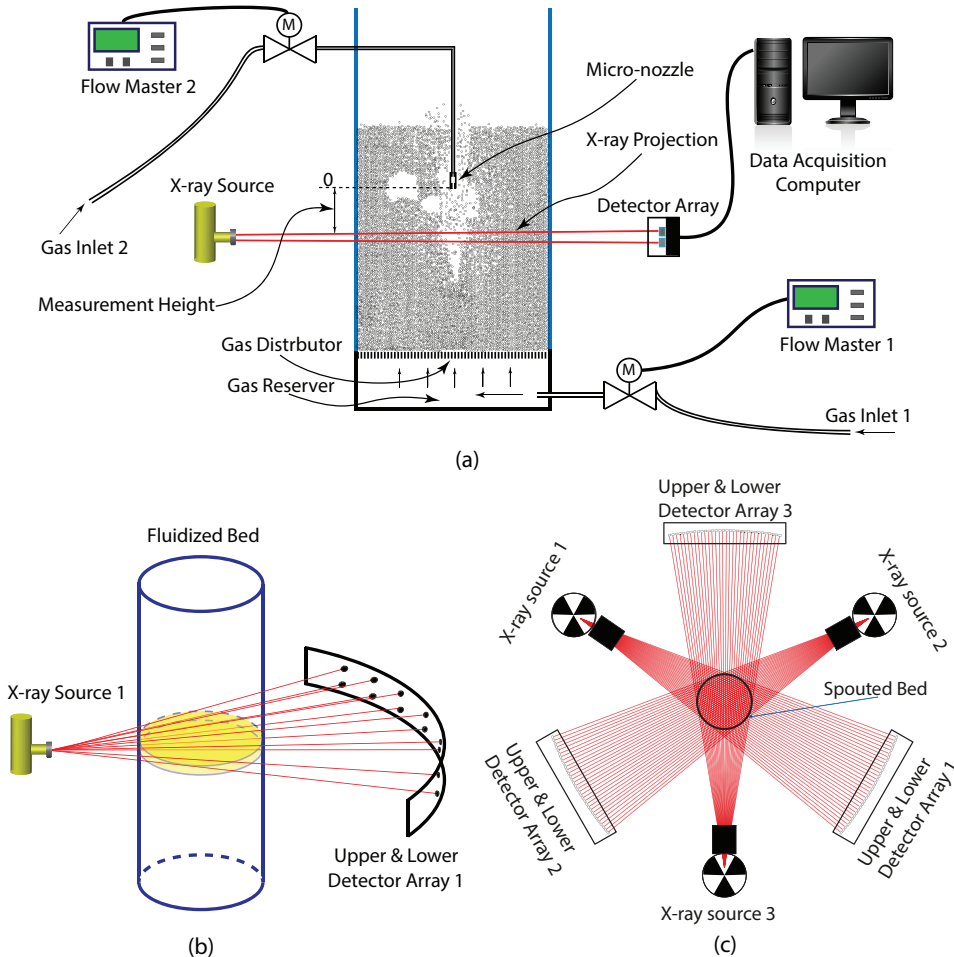 M
Flow Master 2
Micro-nozzle
X-ray Projection
0
X-ray Source
Data Acquisition
Computer
Detector Array
Gas Inlet 2
Measurement Height
Gas Distrbutor
Flow Master 1
M
Gas Reserver
Gas Inlet 1
(a)
Fluidized Bed
X-ray Source 1
Upper & Lower
Detector Array 1
(b)
Upper & Lower
Detector Array 3
X-ray source 1
X-ray source 2
Spouted Bed
Upper & Lower
Detector Array 2
Upper & Lower
Detector Array 1
X-ray source 3
(c)